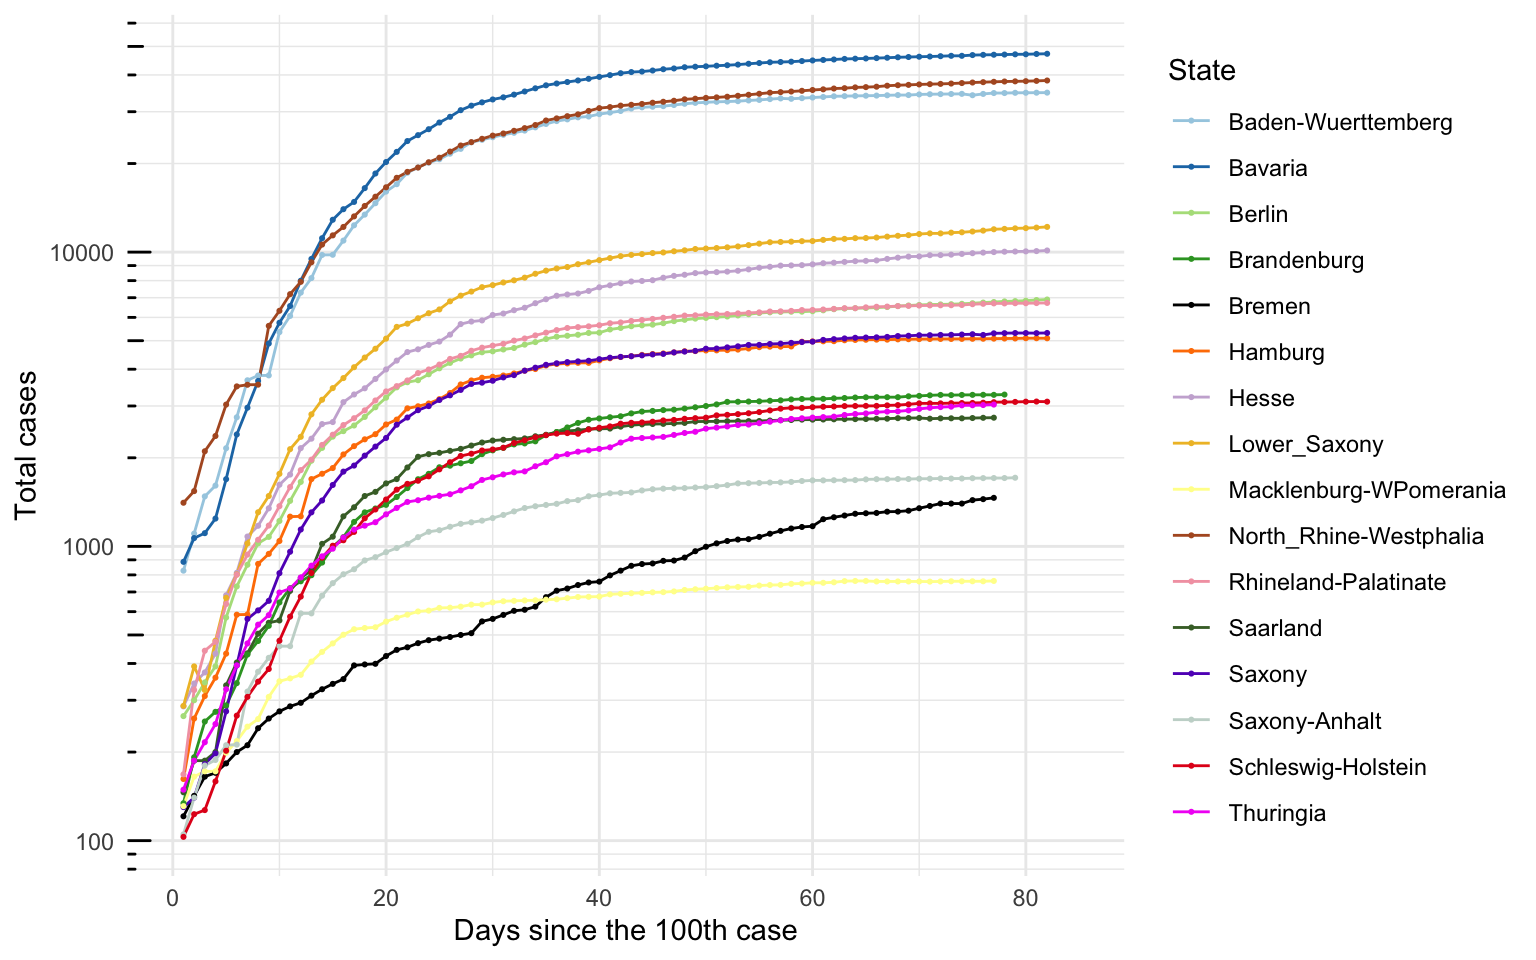 Total cases
10000
1000
100
0 20 40 60 80
Days since the 100th case
State
Baden-Wuerttemberg
Bavaria
Berlin
Brandenburg
Bremen
Hamburg
Hesse
Lower_Saxony
Macklenburg-WPomerania
North_Rhine-Westphalia
Rhineland-Palatinate
Saarland
Saxony
Saxony-Anhalt
Schleswig-Holstein
Thuringia